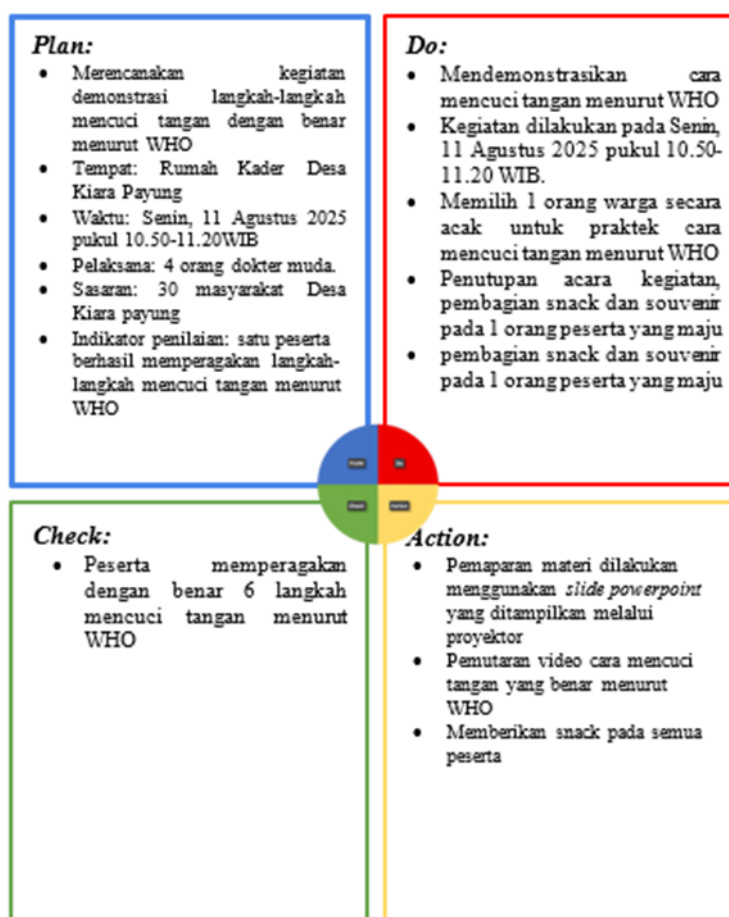 Plan:
• Merencanakan kegiatan
demonstrasi langkah-langkah
mencuci tangan dengan benar
menurut WHO
• Tempat: Rumah Kader Desa
Kiara Payung
• Waktu: Senin, 11 Agustus 2025
pukul 10.50-11.20WIB
• Pelaksana: 4 orang dokter muda.
• Sasaran: 30 masyarakat Desa
Kiara payung
• Indikator penilaian: satu peserta
berhasil memperagakan langkah-
langkah mencuci tangan menurut
WHO
Do:
• Mendemonstrasikan cara
mencuci tangan menurut WHO
• Kegiatan dilakukan pada Senin,
11 Agustus 2025 pukul 10.50-
11.20 WIB.
• Memilih 1 orang warga secara
acak untuk praktek cara
mencuci tangan menurut WHO
• Penutupan acara kegiatan,
pembagian snack dan souvenir
pada 1 orang peserta yang maju
• pembagian snack dan souvenir
pada 1 orang peserta yang maju
Do
Check
Action
Check:
• Peserta memperagakan
dengan benar 6 langkah
mencuci tangan menurut
WHO
Action:
• Pemaparan materi dilakukan
menggunakan slide powerpoint
yang ditampilkan melalui
proyektor
• Pemutaran video cara mencuci
tangan yang benar menurut
WHO
• Memberikan snack pada semua
peserta